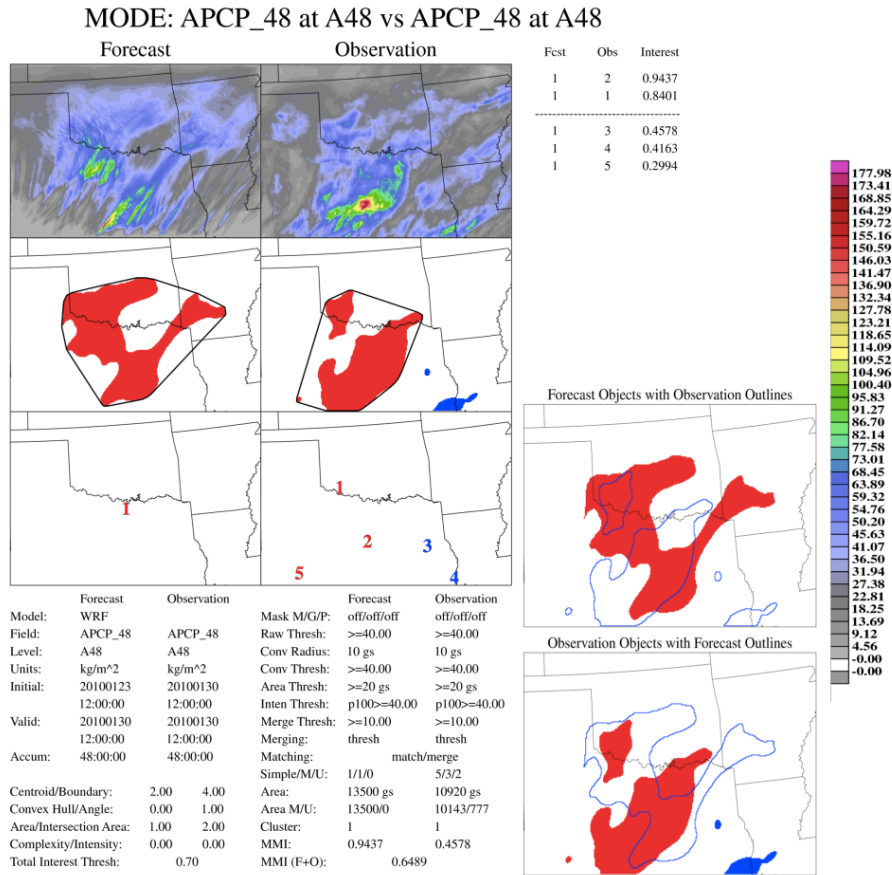 MODE: APCP_48 at A48 vs APCP_48 at A48
Forecast Observation
Fcst Obs Interest
1 2 0.9437
1 1 0.8401
------------------------------------
1 3 0.4578
1 4 0.4163
1 5 0.2994
177.98
173.41
168.85
164.29
159.72
155.16
150.59
146.03
141.47
136.90
132.34
127.78
123.21
118.65
114.09
109.52
104.96
100.40
95.83
91.27
86.70
82.14
77.58
73.01
68.45
63.89
59.32
54.76
50.20
45.63
41.07
36.50
31.94
27.38
22.81
18.25
13.69
9.12
4.56
-0.00
-0.00
Forecast Objects with Observation Outlines
1
1
2
3
5
4
Forecast Observation
Model: WRF
Field: APCP_48 APCP_48
Level: A48 A48
Units: kg/m^2 kg/m^2
Initial: 20100123 20100130
12:00:00 12:00:00
Valid: 20100130 20100130
12:00:00 12:00:00
Accum: 48:00:00 48:00:00
Centroid/Boundary: 2.00 4.00
Convex Hull/Angle: 0.00 1.00
Area/Intersection Area: 1.00 2.00
Complexity/Intensity: 0.00 0.00
Total Interest Thresh: 0.70
Forecast Observation
Mask M/G/P: off/off/off off/off/off
Raw Thresh: >=40.00 >=40.00
Conv Radius: 10 gs 10 gs
Conv Thresh: >=40.00 >=40.00
Area Thresh: >=20 gs >=20 gs
Inten Thresh: p100>=40.00 p100>=40.00
Merge Thresh: >=10.00 >=10.00
Merging: thresh thresh
Matching: match/merge
Simple/M/U: 1/1/0 5/3/2
Area: 13500 gs 10920 gs
Area M/U: 13500/0 10143/777
Cluster: 1 1
MMI: 0.9437 0.4578
MMI (F+O): 0.6489
Observation Objects with Forecast Outlines